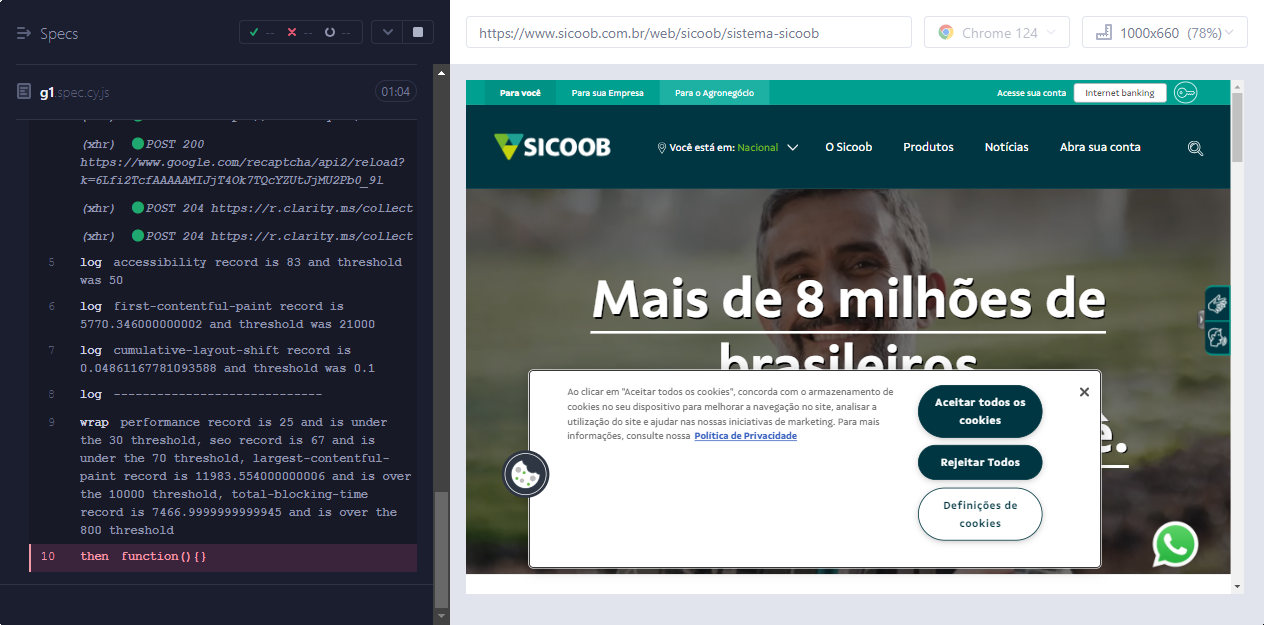 Specs
-- -- --
g1.spec.cy.js
01:04
(xhr) POST 200
https://www.google.com/recaptcha/api2/reload?
k=6Lfi2TcfAAAAAMIJjT4Ok7TQcYZUtJjMU2Pb0_9l
(xhr) POST 204 https://r.clarity.ms/collect
(xhr) POST 204 https://r.clarity.ms/collect
5 log accessibility record is 83 and threshold
was 50
6 log first-contentful-paint record is
5770.346000000002 and threshold was 21000
7 log cumulative-layout-shift record is
0.04861167781093588 and threshold was 0.1
8 log -----------------------------
9 wrap performance record is 25 and is under
the 30 threshold, seo record is 67 and is
under the 70 threshold, largest-contentful-
paint record is 11983.554000000006 and is over
the 10000 threshold, total-blocking-time
record is 7466.9999999999945 and is over the
800 threshold
10 then function(){}
https://www.sicoob.com.br/web/sicoob/sistema-sicoob
Chrome 124
1000x660 (78%)
Para você Para sua Empresa Para o Agronegócio Acesse sua conta Internet banking
SICOOB Você está em: Nacional O Sicoob Produtos Notícias Abra sua conta
Mais de 8 milhões de
brasileiros
ê.
Ao clicar em "Aceitar todos os cookies", concorda com o armazenamento de
cookies no seu dispositivo para melhorar a navegação no site, analisar a
utilização do site e ajudar nas nossas iniciativas de marketing. Para mais
informações, consulte nossa Política de Privacidade
Aceitar todos os
cookies
Rejeitar Todos
Definições de
cookies